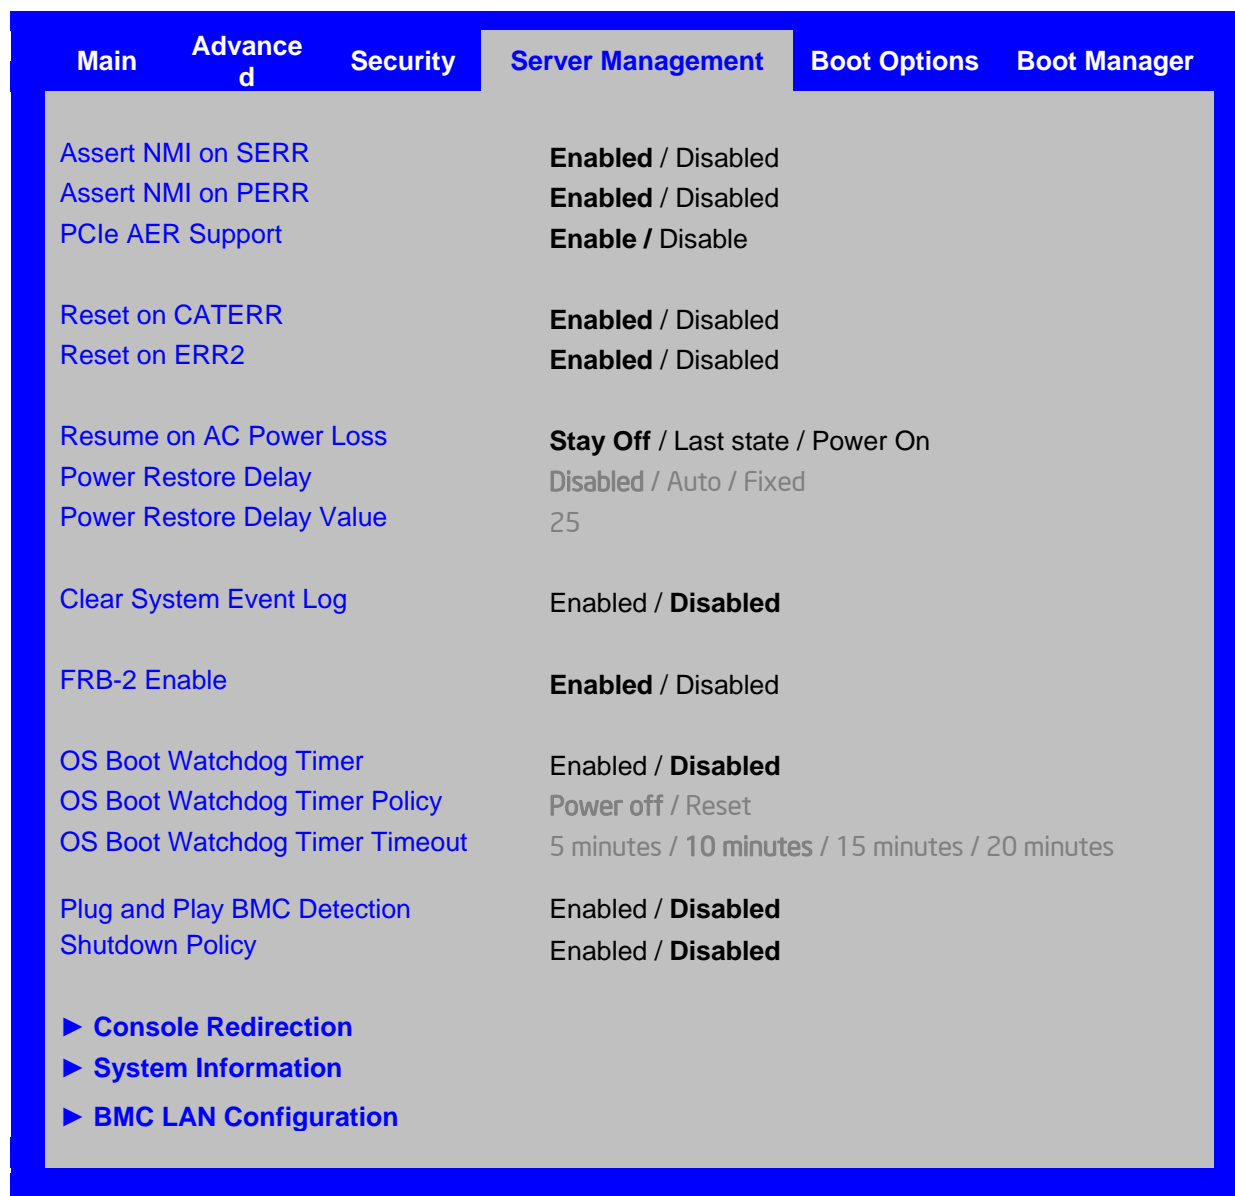 Main Advance
d Security Server Management Boot Options Boot Manager
Assert NMI on SERR Enabled / Disabled
Assert NMI on PERR Enabled / Disabled
PCIe AER Support Enable / Disable
Reset on CATERR Enabled / Disabled
Reset on ERR2 Enabled / Disabled
Resume on AC Power Loss Stay Off / Last state / Power On
Power Restore Delay Disabled / Auto / Fixed
Power Restore Delay Value 25
Clear System Event Log Enabled / Disabled
FRB-2 Enable Enabled / Disabled
OS Boot Watchdog Timer Enabled / Disabled
OS Boot Watchdog Timer Policy Power off / Reset
OS Boot Watchdog Timer Timeout 5 minutes / 10 minutes / 15 minutes / 20 minutes
Plug and Play BMC Detection Enabled / Disabled
Shutdown Policy Enabled / Disabled
► Console Redirection
► System Information
► BMC LAN Configuration